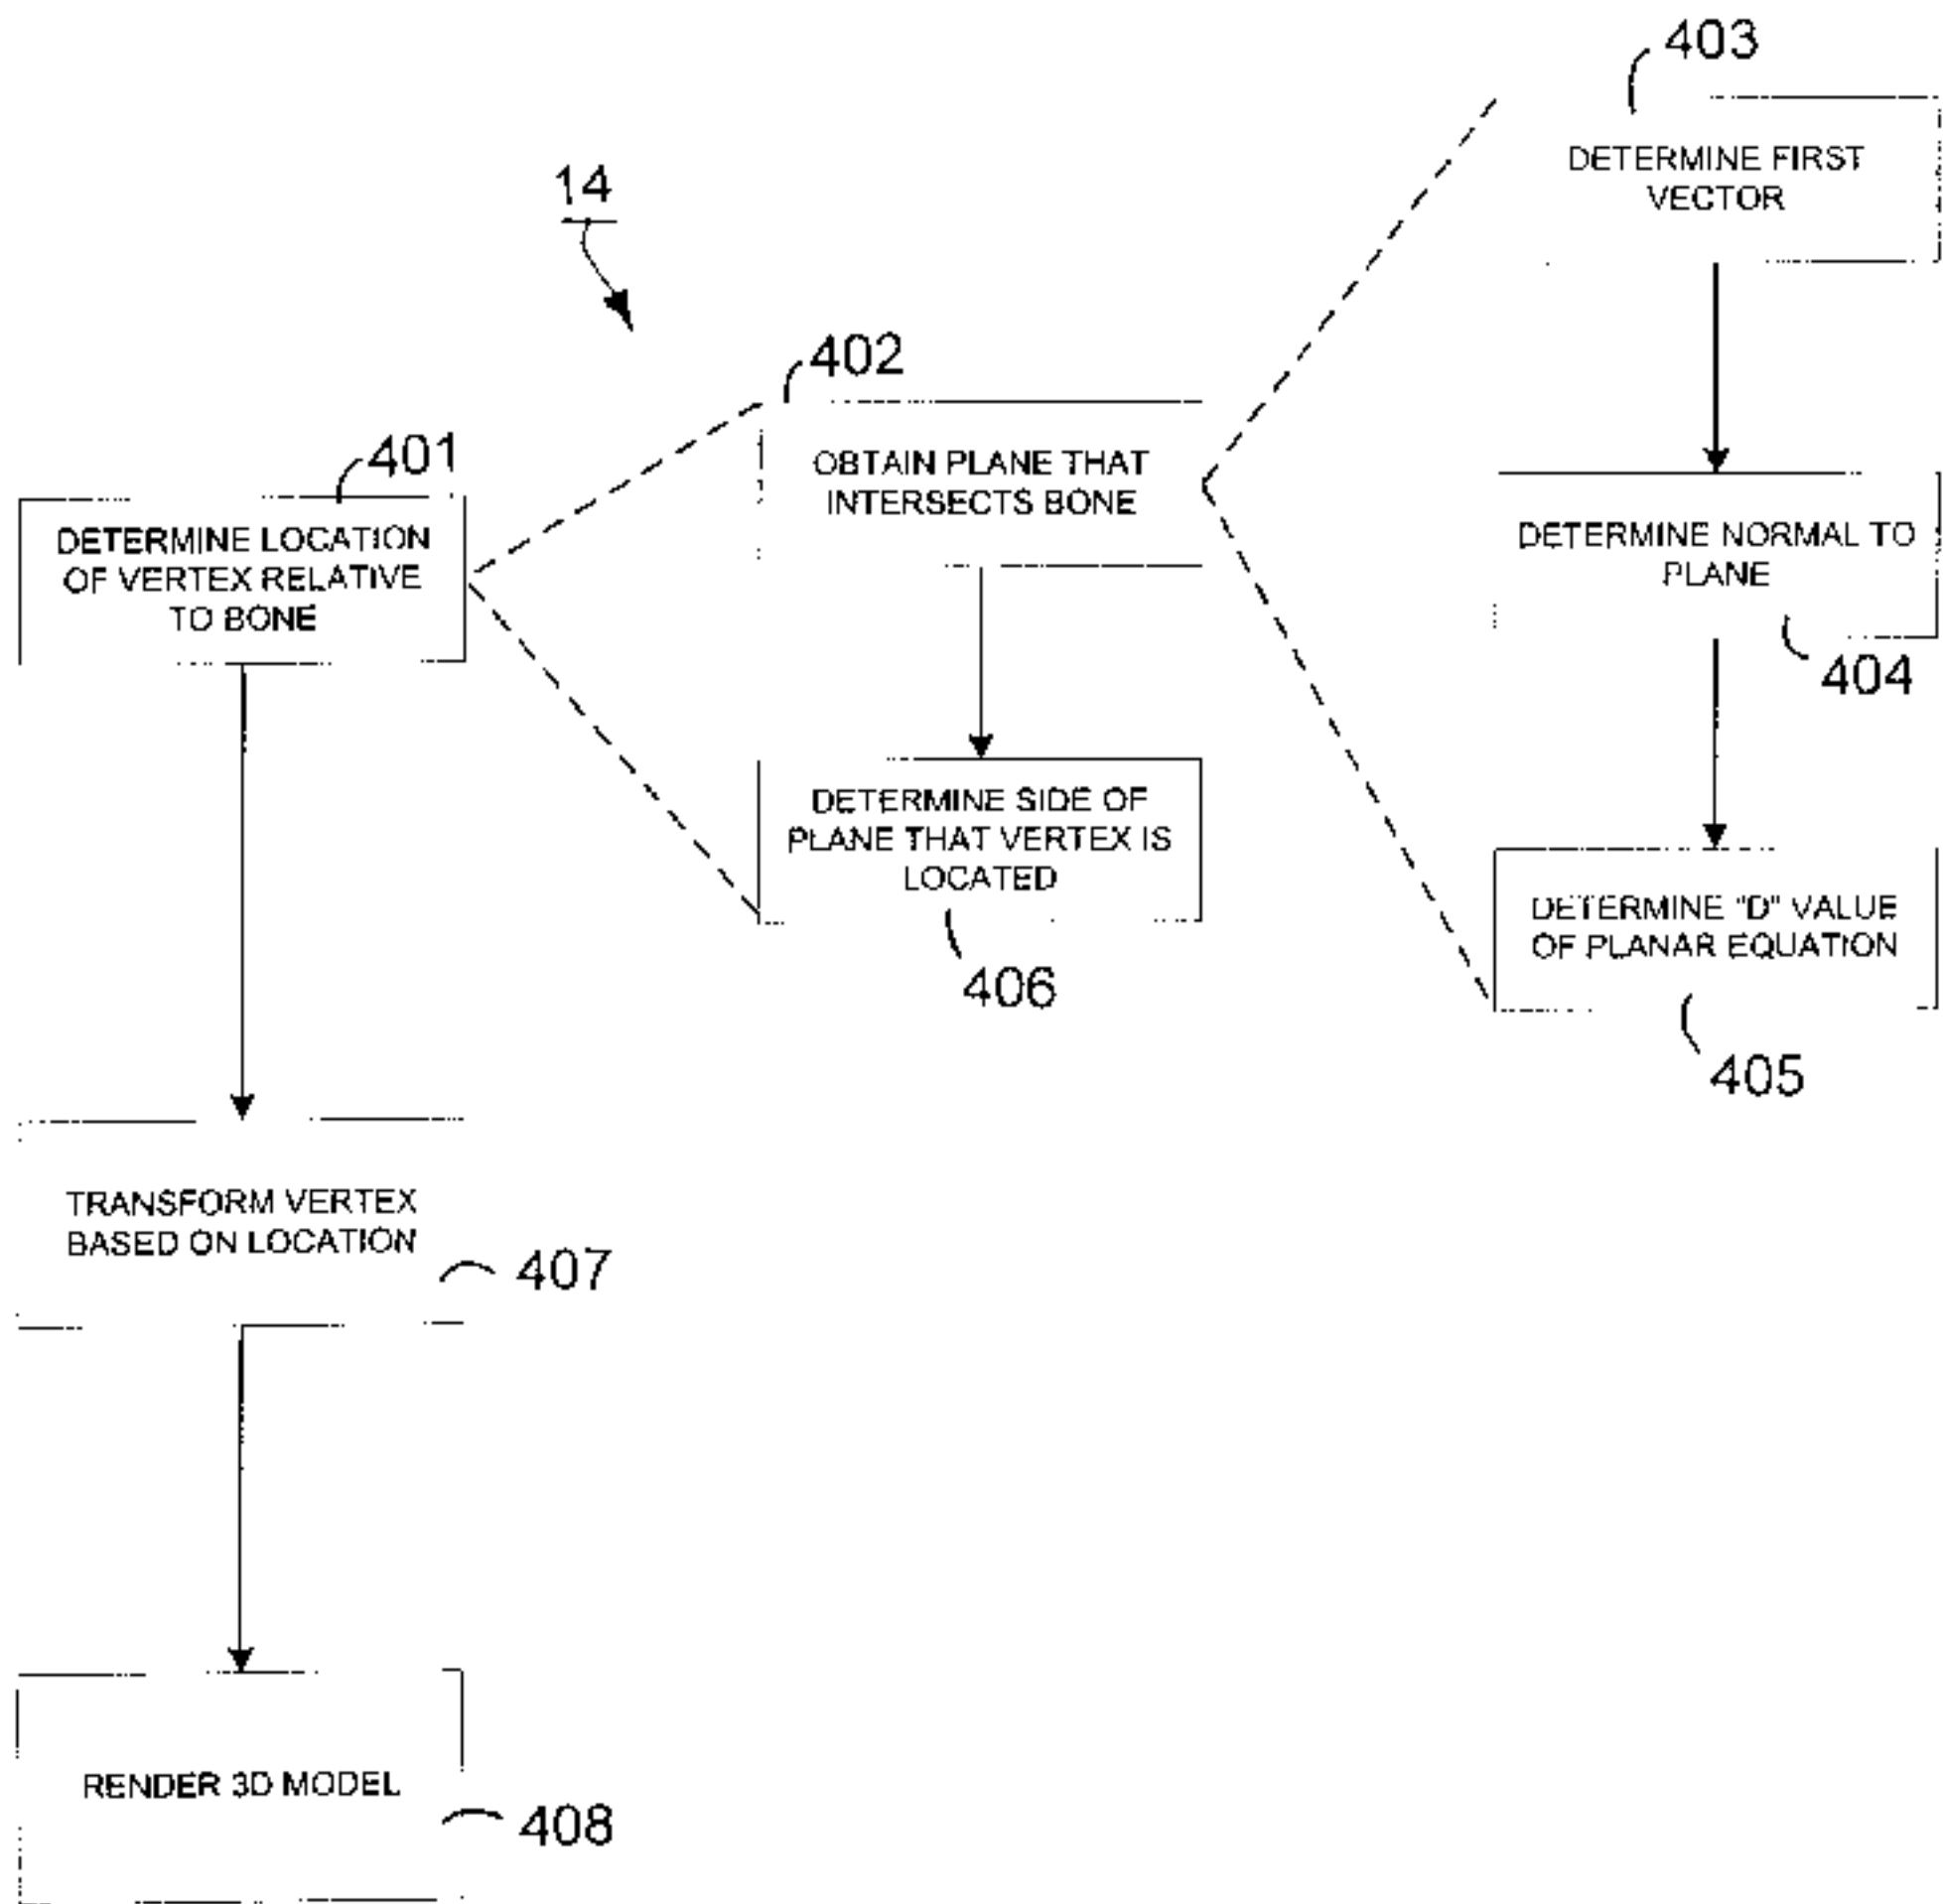 403
DETERMINE FIRST
VECTOR
14
402
OBTAIN PLANE THAT
INTERSECTS BONE
401
DETERMINE LOCATION
OF VERTEX RELATIVE
TO BONE
DETERMINE NORMAL TO
PLANE
404
DETERMINE SIDE OF
PLANE THAT VERTEX IS
LOCATED
406
DETERMINE "D" VALUE
OF PLANAR EQUATION
405
TRANSFORM VERTEX
BASED ON LOCATION
407
RENDER 3D MODEL
408